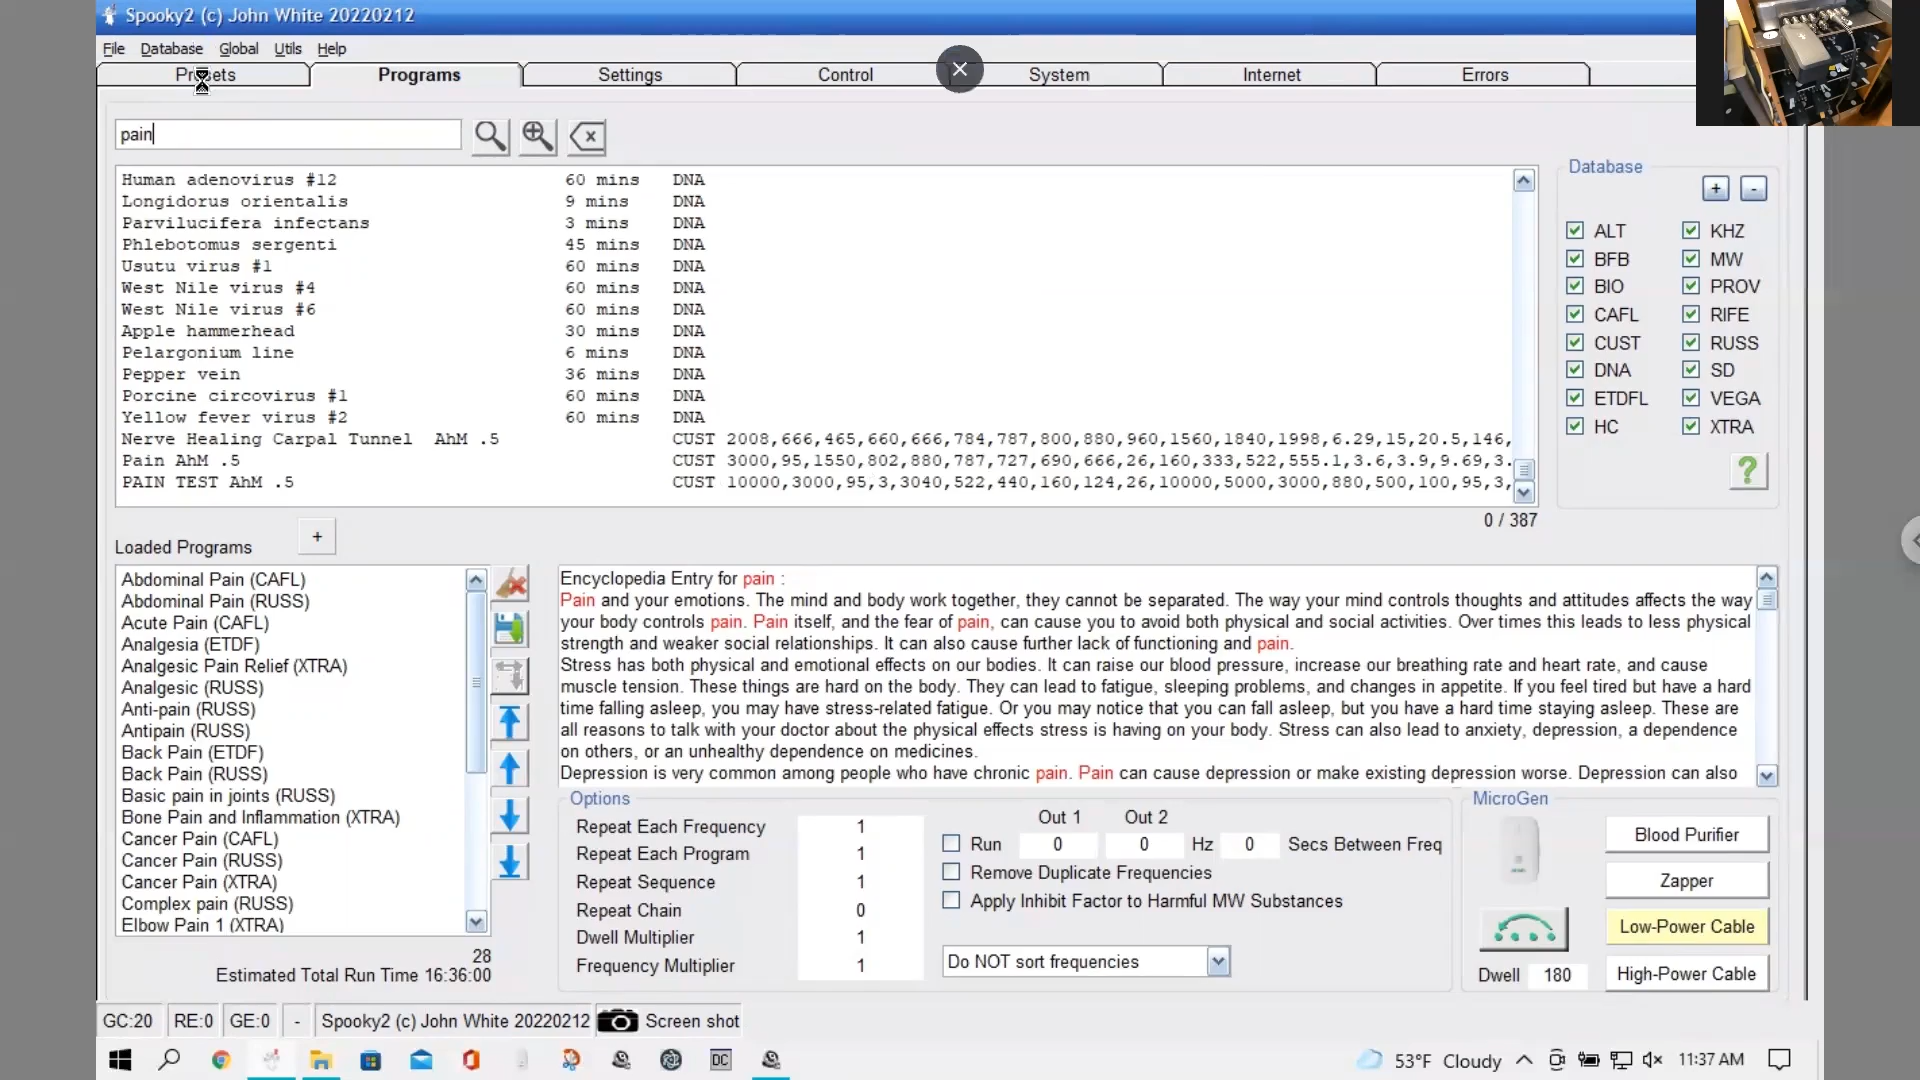 Spooky2 (c) John White 20220212
File Database Global Utils Help
Presets Programs Settings Control System Internet Errors
pain
Human adenovirus #12 60 mins DNA
Longidorus orientalis 9 mins DNA
Parvilucifera infectans 3 mins DNA
Phlebotomus sergenti 45 mins DNA
Usutu virus #1 60 mins DNA
West Nile virus #4 60 mins DNA
West Nile virus #6 60 mins DNA
Apple hammerhead 30 mins DNA
Pelargonium line 6 mins DNA
Pepper vein 36 mins DNA
Porcine circovirus #1 60 mins DNA
Yellow fever virus #2 60 mins DNA
Nerve Healing Carpal Tunnel AhM .5 CUST 2008,666,465,660,666,784,787,800,880,960,1560,1840,1998,6.29,15,20.5,146,
Pain AhM .5 CUST 3000,95,1550,802,880,787,727,690,666,26,160,333,522,555.1,3.6,3.9,9.69,3.
PAIN TEST AhM .5 CUST 10000,3000,95,3,3040,522,440,160,124,26,10000,5000,3000,880,500,100,95,3,
0 / 387
Database
+ -
ALT KHZ
BFB MW
BIO PROV
CAFL RIFE
CUST RUSS
DNA SD
ETDFL VEGA
HC XTRA
?
Loaded Programs +
Abdominal Pain (CAFL)
Abdominal Pain (RUSS)
Acute Pain (CAFL)
Analgesia (ETDF)
Analgesic Pain Relief (XTRA)
Analgesic (RUSS)
Anti-pain (RUSS)
Antipain (RUSS)
Back Pain (ETDF)
Back Pain (RUSS)
Basic pain in joints (RUSS)
Bone Pain and Inflammation (XTRA)
Cancer Pain (CAFL)
Cancer Pain (RUSS)
Cancer Pain (XTRA)
Complex pain (RUSS)
Elbow Pain 1 (XTRA)
28
Estimated Total Run Time 16:36:00
Encyclopedia Entry for pain :
Pain and your emotions. The mind and body work together, they cannot be separated. The way your mind controls thoughts and attitudes affects the way
your body controls pain. Pain itself, and the fear of pain, can cause you to avoid both physical and social activities. Over times this leads to less physical
strength and weaker social relationships. It can also cause further lack of functioning and pain.
Stress has both physical and emotional effects on our bodies. It can raise our blood pressure, increase our breathing rate and heart rate, and cause
muscle tension. These things are hard on the body. They can lead to fatigue, sleeping problems, and changes in appetite. If you feel tired but have a hard
time falling asleep, you may have stress-related fatigue. Or you may notice that you can fall asleep, but you have a hard time staying asleep. These are
all reasons to talk with your doctor about the physical effects stress is having on your body. Stress can also lead to anxiety, depression, a dependence
on others, or an unhealthy dependence on medicines.
Depression is very common among people who have chronic pain. Pain can cause depression or make existing depression worse. Depression can also
Options
Repeat Each Frequency 1
Repeat Each Program 1
Repeat Sequence 1
Repeat Chain 0
Dwell Multiplier 1
Frequency Multiplier 1
Out 1 Out 2
Run 0 0 Hz 0 Secs Between Freq
Remove Duplicate Frequencies
Apply Inhibit Factor to Harmful MW Substances
Do NOT sort frequencies
MicroGen
Blood Purifier
Zapper
Low-Power Cable
Dwell 180 High-Power Cable
GC:20 RE:0 GE:0 - Spooky2 (c) John White 20220212 Screen shot
DC 53°F Cloudy 11:37 AM